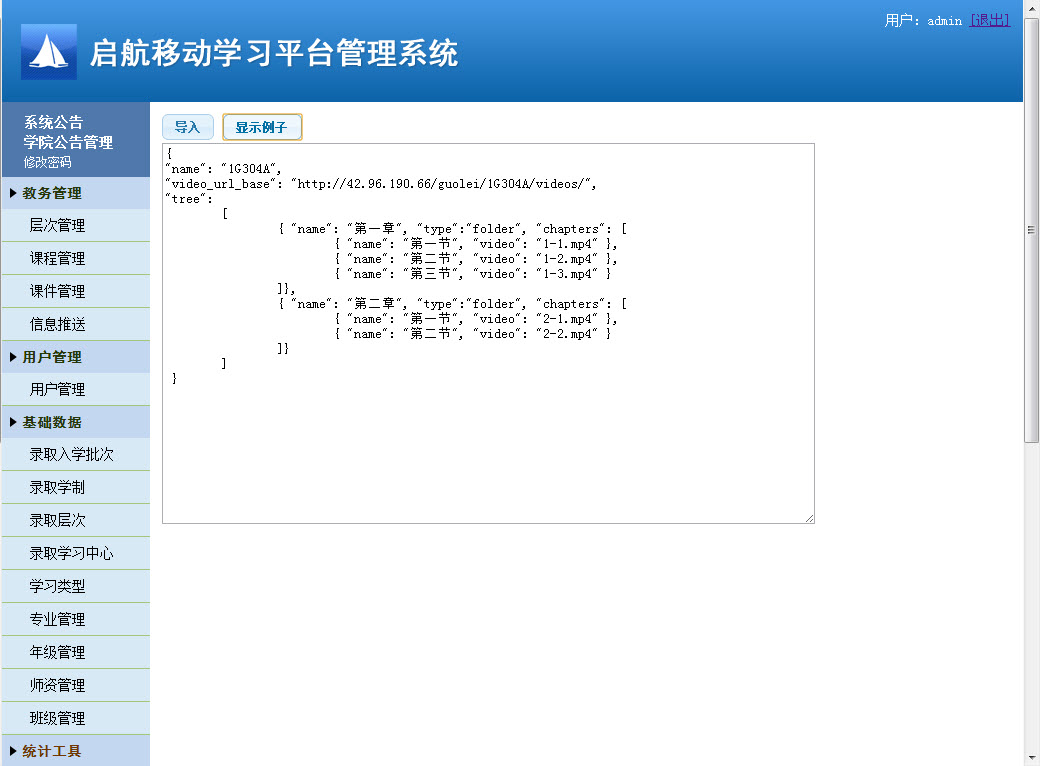 用户: admin [退出]
启航移动学习平台管理系统
系统公告
学院公告管理
修改密码
教务管理
层次管理
课程管理
课件管理
信息推送
用户管理
用户管理
基础数据
录取入学批次
录取学制
录取层次
录取学习中心
学习类型
专业管理
年级管理
师资管理
班级管理
统计工具
导入 显示例子
{
"name": "1G304A",
"video_url_base": "http://42.96.190.66/guolei/1G304A/videos/",
"tree":
[
{ "name": "第一章", "type":"folder", "chapters": [
{ "name": "第一节", "video": "1-1.mp4" },
{ "name": "第二节", "video": "1-2.mp4" },
{ "name": "第三节", "video": "1-3.mp4" }
]},
{ "name": "第二章", "type":"folder", "chapters": [
{ "name": "第一节", "video": "2-1.mp4" },
{ "name": "第二节", "video": "2-2.mp4" }
]}
]
}